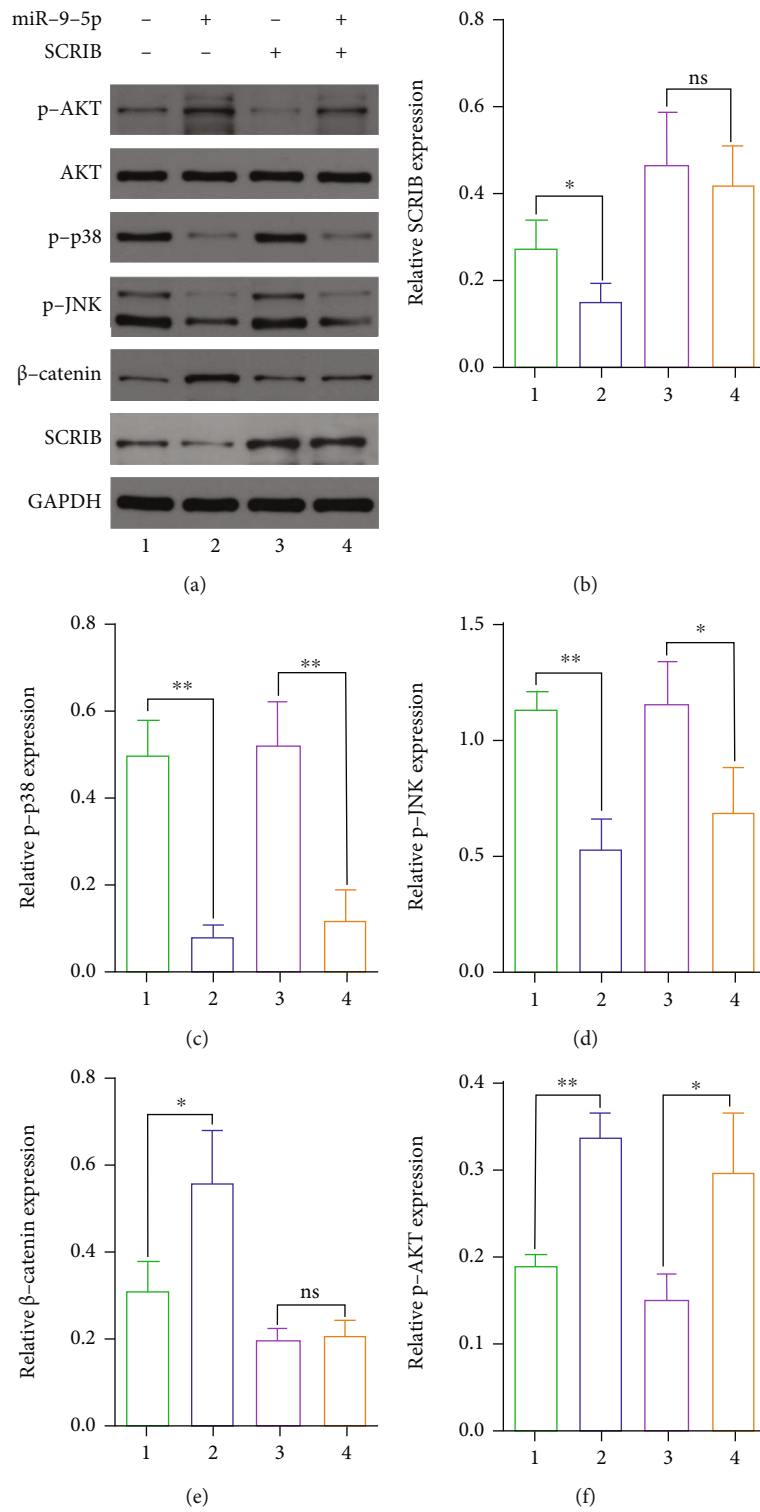 miR–9–5p – + – +
SCRIB – – + +
p–AKT
AKT
p–p38
p–JNK
β–catenin
SCRIB
GAPDH
1 2 3 4
(a)
Relative SCRIB expression
0.8
0.6
0.4
0.2
0.0
*
ns
1 2 3 4
(b)
Relative p–p38 expression
0.8
0.6
0.4
0.2
0.0
**
**
1 2 3 4
(c)
Relative p–JNK expression
1.5
1.0
0.5
0.0
**
*
1 2 3 4
(d)
Relative β–catenin expression
0.8
0.6
0.4
0.2
0.0
*
ns
1 2 3 4
(e)
Relative p–AKT expression
0.4
0.3
0.2
0.1
0.0
**
*
1 2 3 4
(f)